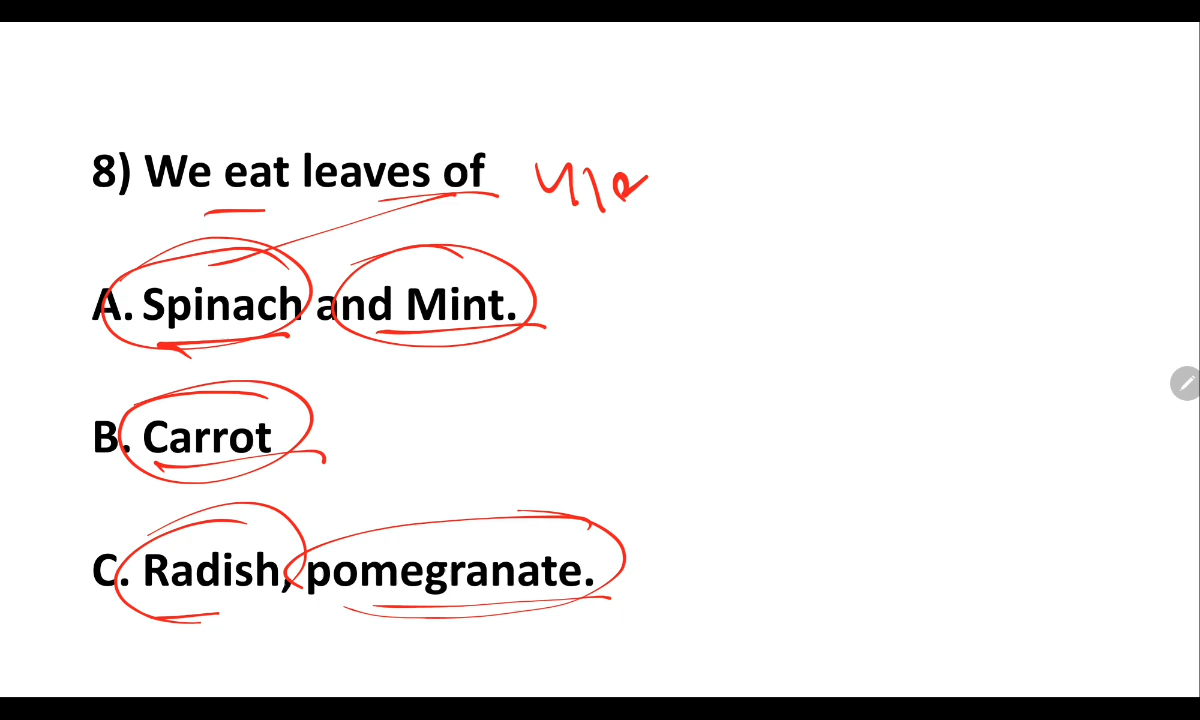 8) We eat leaves of
A. Spinach and Mint.
B. Carrot
C. Radish, pomegranate.